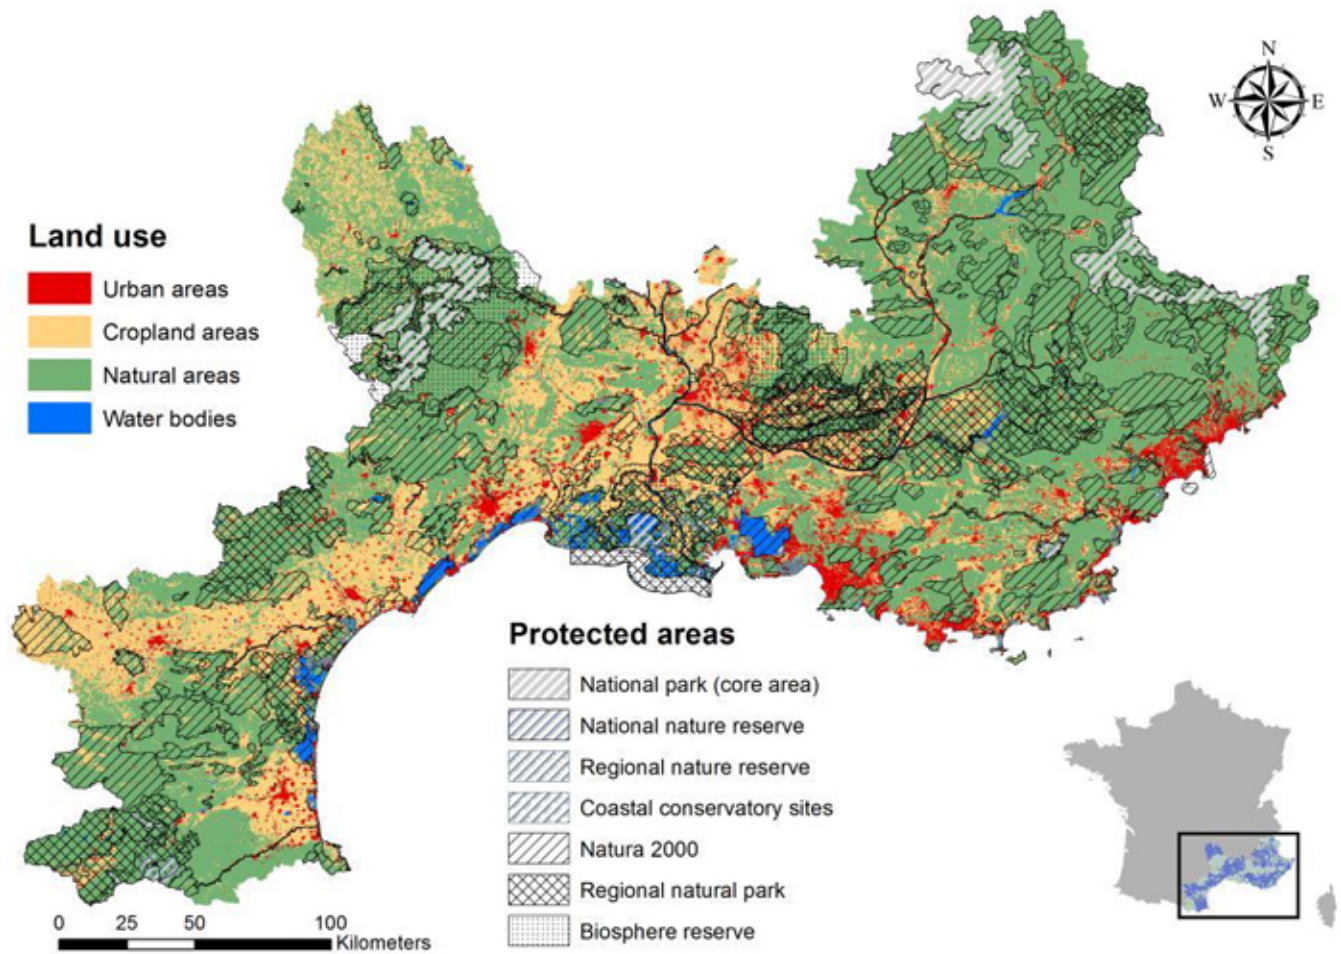 N
W
E
S
Land use
Urban areas
Cropland areas
Natural areas
Water bodies
Protected areas
National park (core area)
National nature reserve
Regional nature reserve
Coastal conservatory sites
Natura 2000
Regional natural park
Biosphere reserve
0 25 50 100
Kilometers